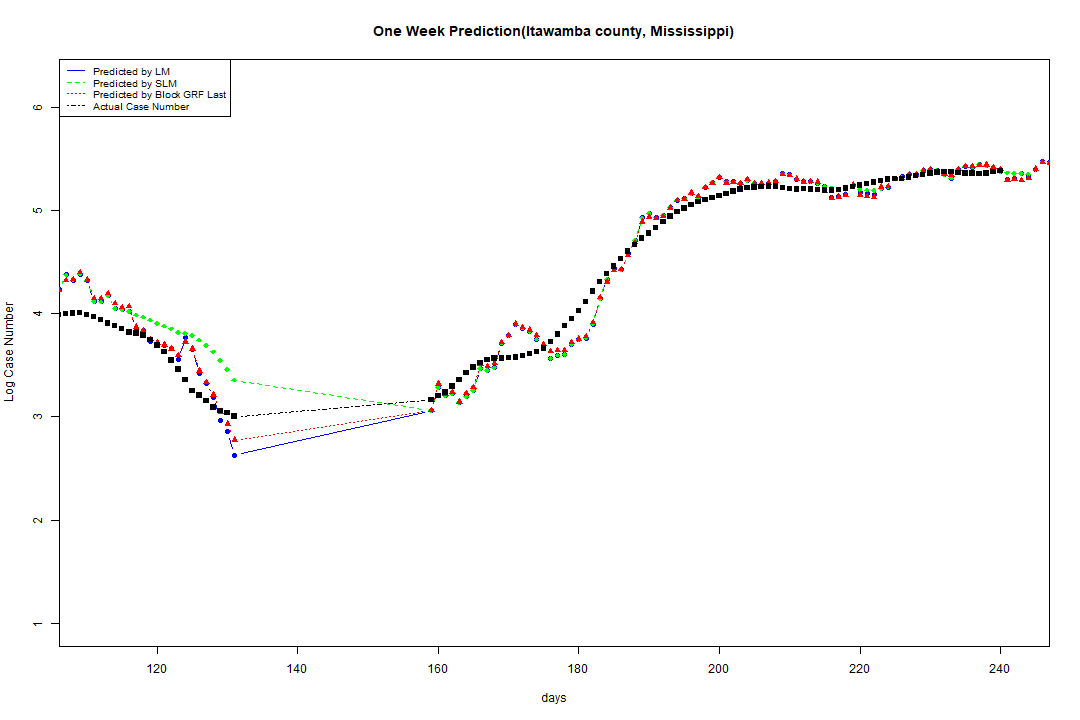 One Week Prediction(Itawamba county, Mississippi)
Predicted by LM
Predicted by SLM
Predicted by Block GRF Last
Actual Case Number
Log Case Number
6
5
4
3
2
1
120 140 160 180 200 220 240
days